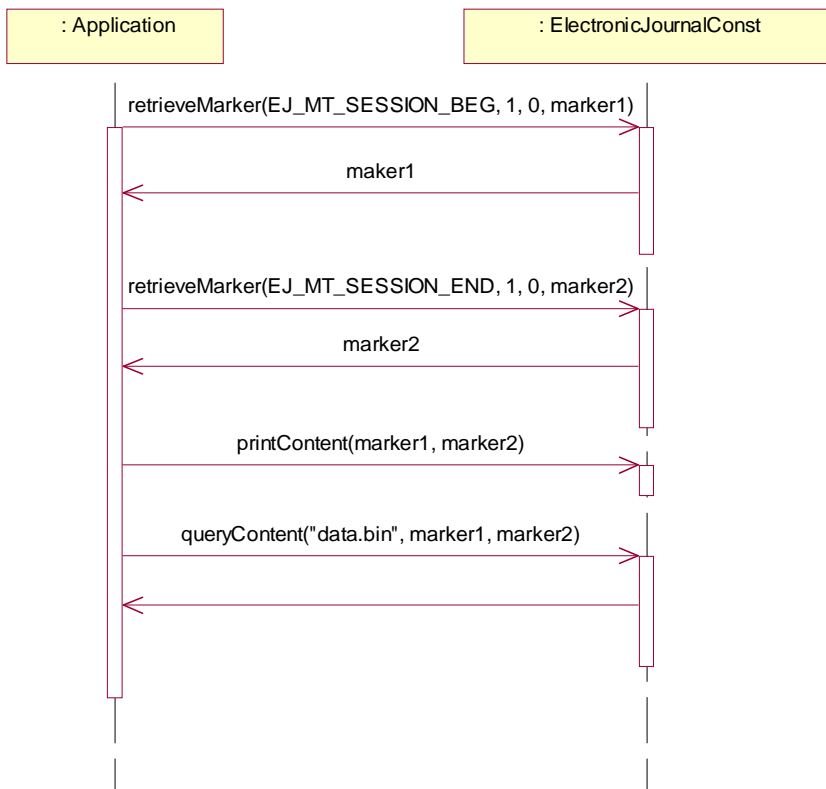 : Application
: ElectronicJournalConst
retrieveMarker(EJ_MT_SESSION_BEG, 1, 0, marker1)
maker1
retrieveMarker(EJ_MT_SESSION_END, 1, 0, marker2)
marker2
printContent(marker1, marker2)
queryContent("data.bin", marker1, marker2)